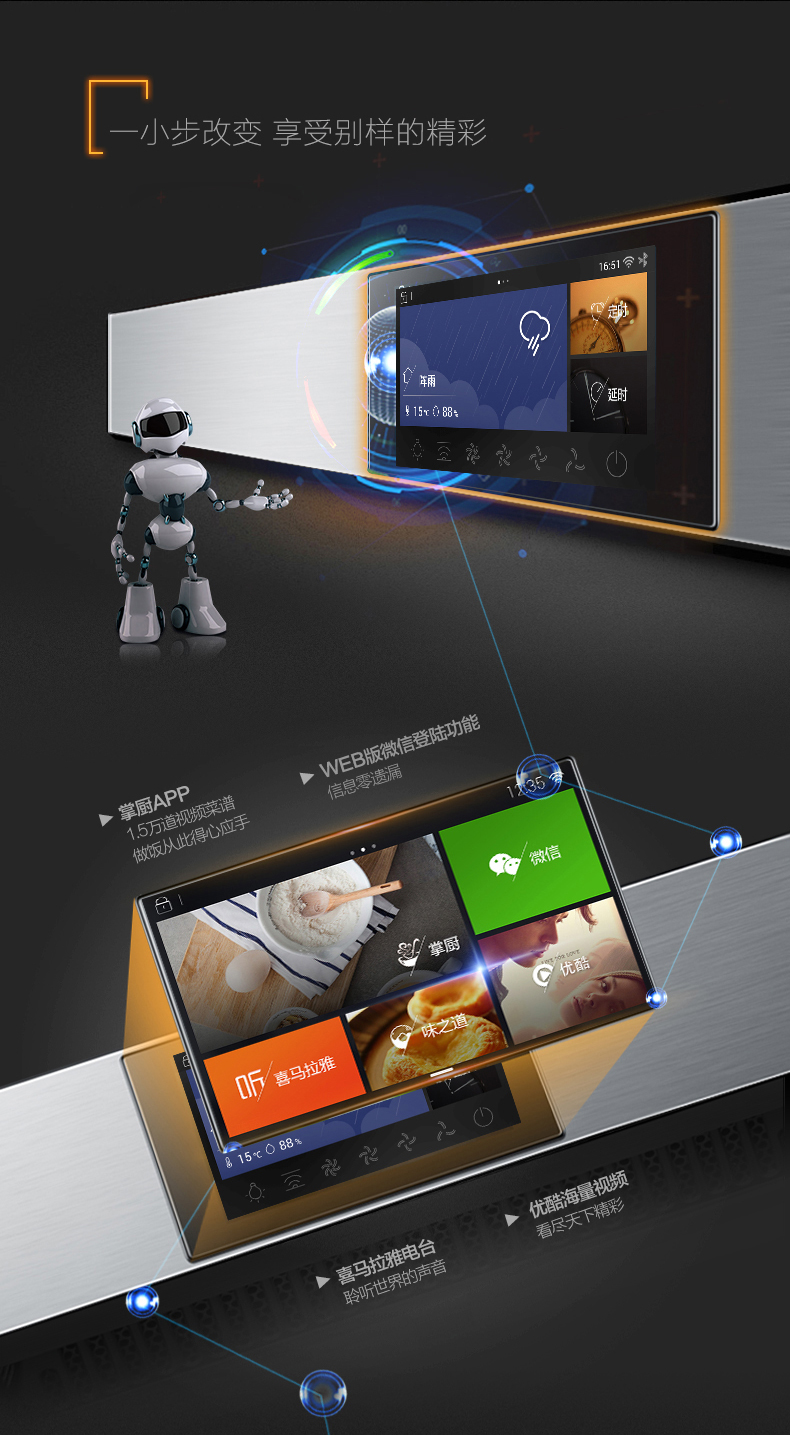 一小步改变 享受别样的精彩
16:51
定时
阵雨
15℃ 88%
延时
WEB版微信登陆功能
信息零遗漏
掌厨APP
1.5万道视频菜谱
做饭从此得心应手
12:35
微信
掌厨
优酷
味之道
听 喜马拉雅
15℃ 88%
优酷海量视频
看尽天下精彩
喜马拉雅电台
聆听世界的声音